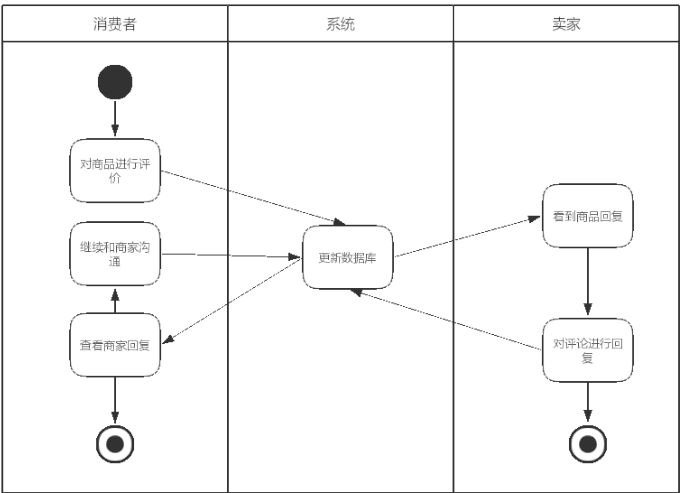 消费者
系统
卖家
对商品进行评
价
看到商品回复
继续和商家沟
通
更新数据库
查看商家回复
对评论进行回
复